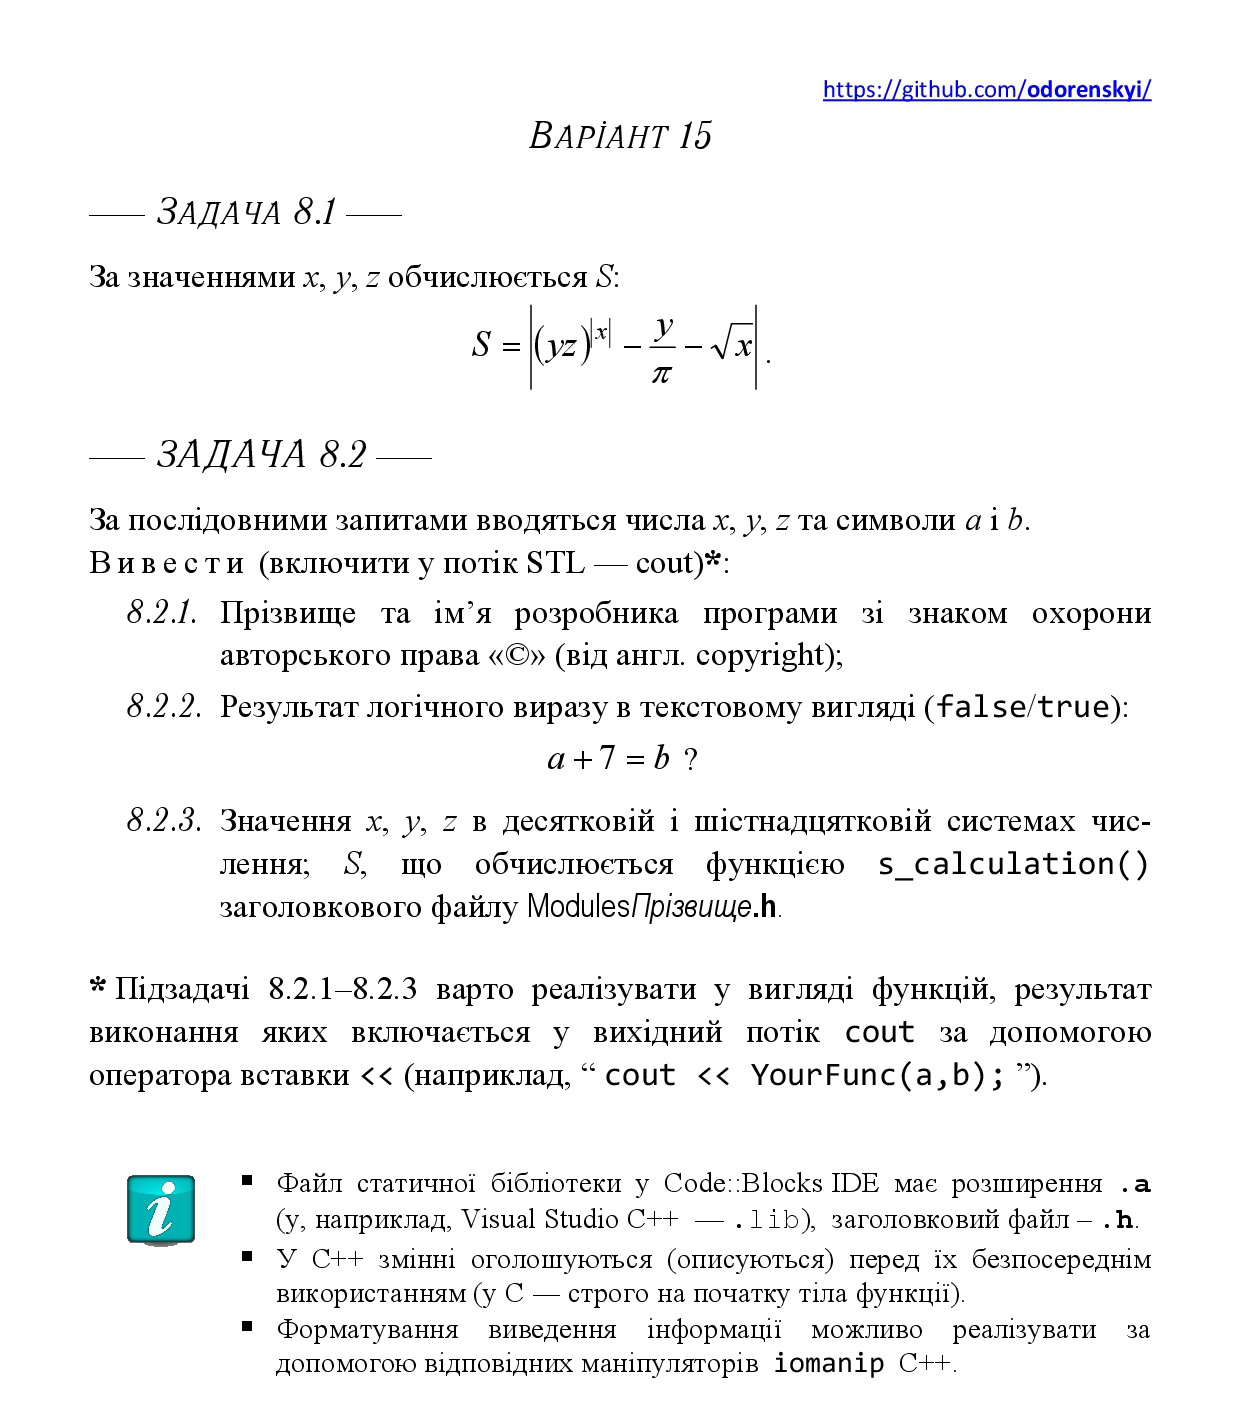 https://github.com/odorenskyi/
ВАРІАНТ 15
—— ЗАДАЧА 8.1 ——
За значеннями x, y, z обчислюється S:
S = |(yz)^|x| − y/π − √x|.
—— ЗАДАЧА 8.2 ——
За послідовними запитами вводяться числа x, y, z та символи a і b.
Вивести (включити у потік STL — cout)*:
8.2.1. Прізвище та ім’я розробника програми зі знаком охорони
авторського права «©» (від англ. copyright);
8.2.2. Результат логічного виразу в текстовому вигляді (false/true):
a + 7 = b ?
8.2.3. Значення x, y, z в десятковій і шістнадцятковій системах чис-
лення; S, що обчислюється функцією s_calculation()
заголовкового файлу ModulesПрізвище.h.
* Підзадачі 8.2.1–8.2.3 варто реалізувати у вигляді функцій, результат
виконання яких включається у вихідний потік cout за допомогою
оператора вставки << (наприклад, “ cout << YourFunc(a,b); ”).
i
▪ Файл статичної бібліотеки у Code::Blocks IDE має розширення .a
(у, наприклад, Visual Studio C++ — .lib), заголовковий файл – .h.
▪ У C++ змінні оголошуються (описуються) перед їх безпосереднім
використанням (у С — строго на початку тіла функції).
▪ Форматування виведення інформації можливо реалізувати за
допомогою відповідних маніпуляторів iomanip C++.